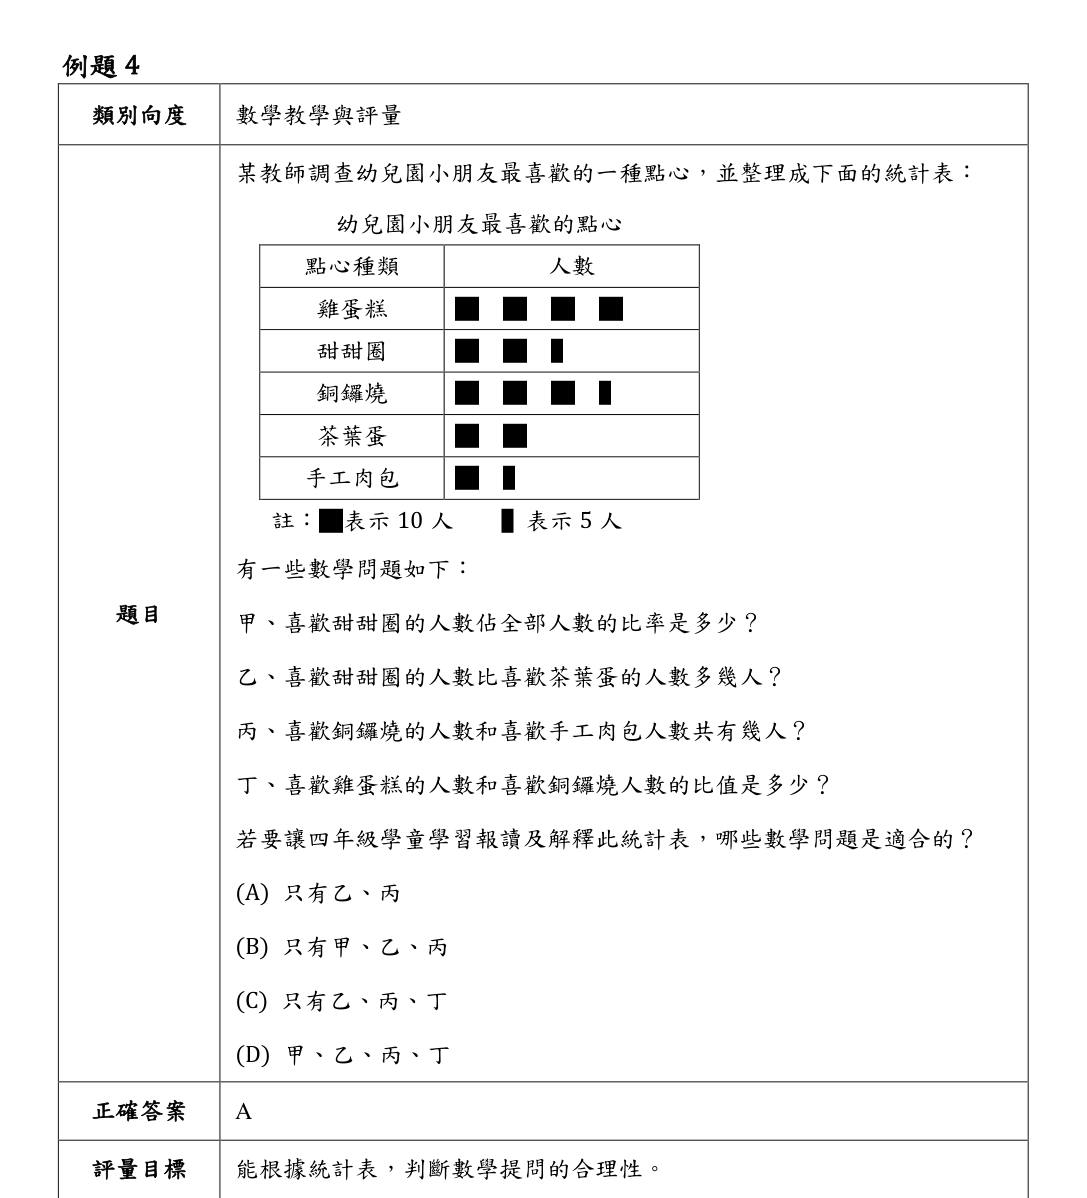 例題 4
類別向度 數學教學與評量
某教師調查幼兒園小朋友最喜歡的一種點心，並整理成下面的統計表：
幼兒園小朋友最喜歡的點心
點心種類 人數
雞蛋糕
甜甜圈
銅鑼燒
茶葉蛋
手工肉包
註：■表示 10 人 ▮ 表示 5 人
有一些數學問題如下：
甲、喜歡甜甜圈的人數佔全部人數的比率是多少？
乙、喜歡甜甜圈的人數比喜歡茶葉蛋的人數多幾人？
題目
丙、喜歡銅鑼燒的人數和喜歡手工肉包人數共有幾人？
丁、喜歡雞蛋糕的人數和喜歡銅鑼燒人數的比值是多少？
若要讓四年級學童學習報讀及解釋此統計表，哪些數學問題是適合的？
(A) 只有乙、丙
(B) 只有甲、乙、丙
(C) 只有乙、丙、丁
(D) 甲、乙、丙、丁
正確答案 A
評量目標 能根據統計表，判斷數學提問的合理性。